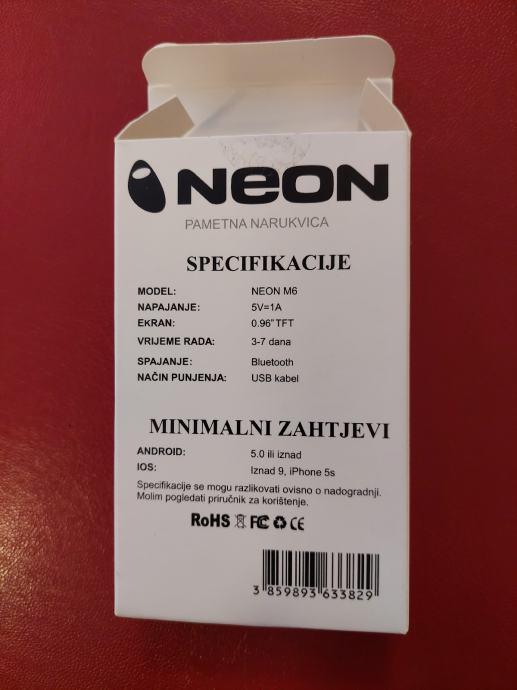 NeON
PAMETNA NARUKVICA
SPECIFIKACIJE
MODEL: NEON M6
NAPAJANJE: 5V=1A
EKRAN: 0.96" TFT
VRIJEME RADA: 3-7 dana
SPAJANJE: Bluetooth
NAČIN PUNJENJA: USB kabel
MINIMALNI ZAHTJEVI
ANDROID: 5.0 ili iznad
IOS: Iznad 9, iPhone 5s
Specifikacije se mogu razlikovati ovisno o nadogradnji.
Molim pogledati priručnik za korištenje.
RoHS FC CE
3 859893 633829